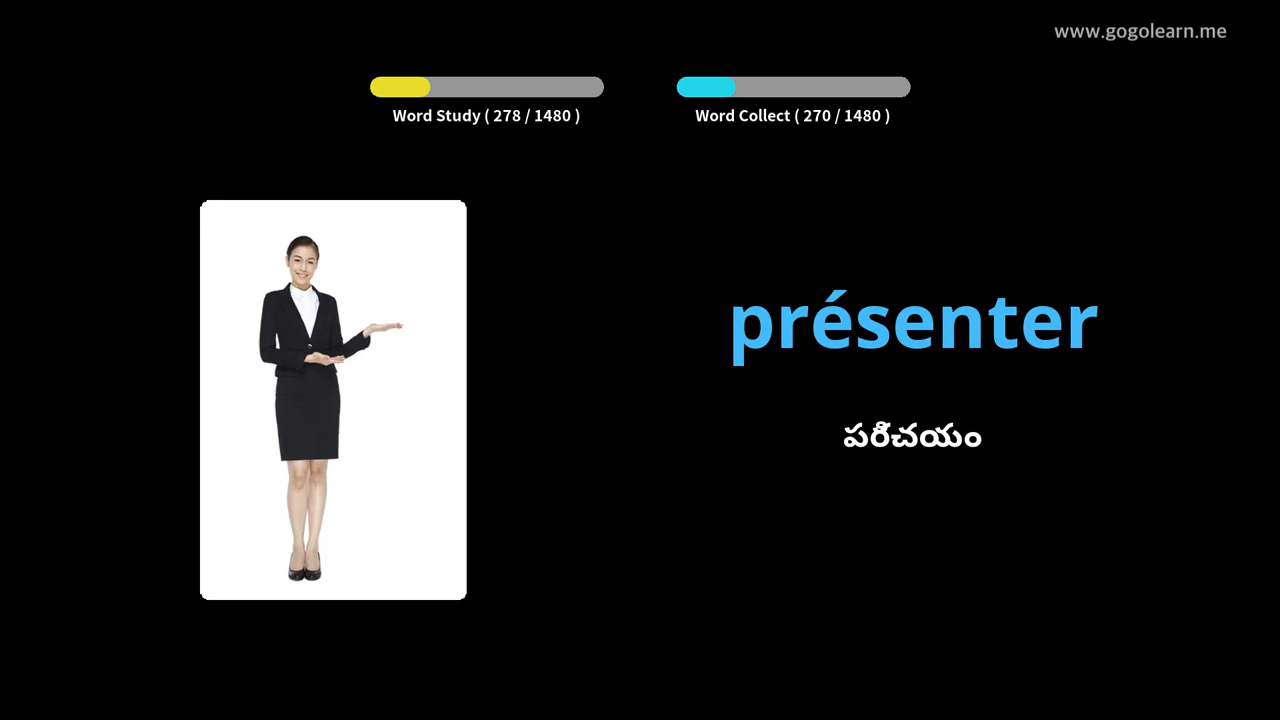 www.gogolearn.me
Word Study ( 278 / 1480 )
Word Collect ( 270 / 1480 )
présenter
పరిచయం